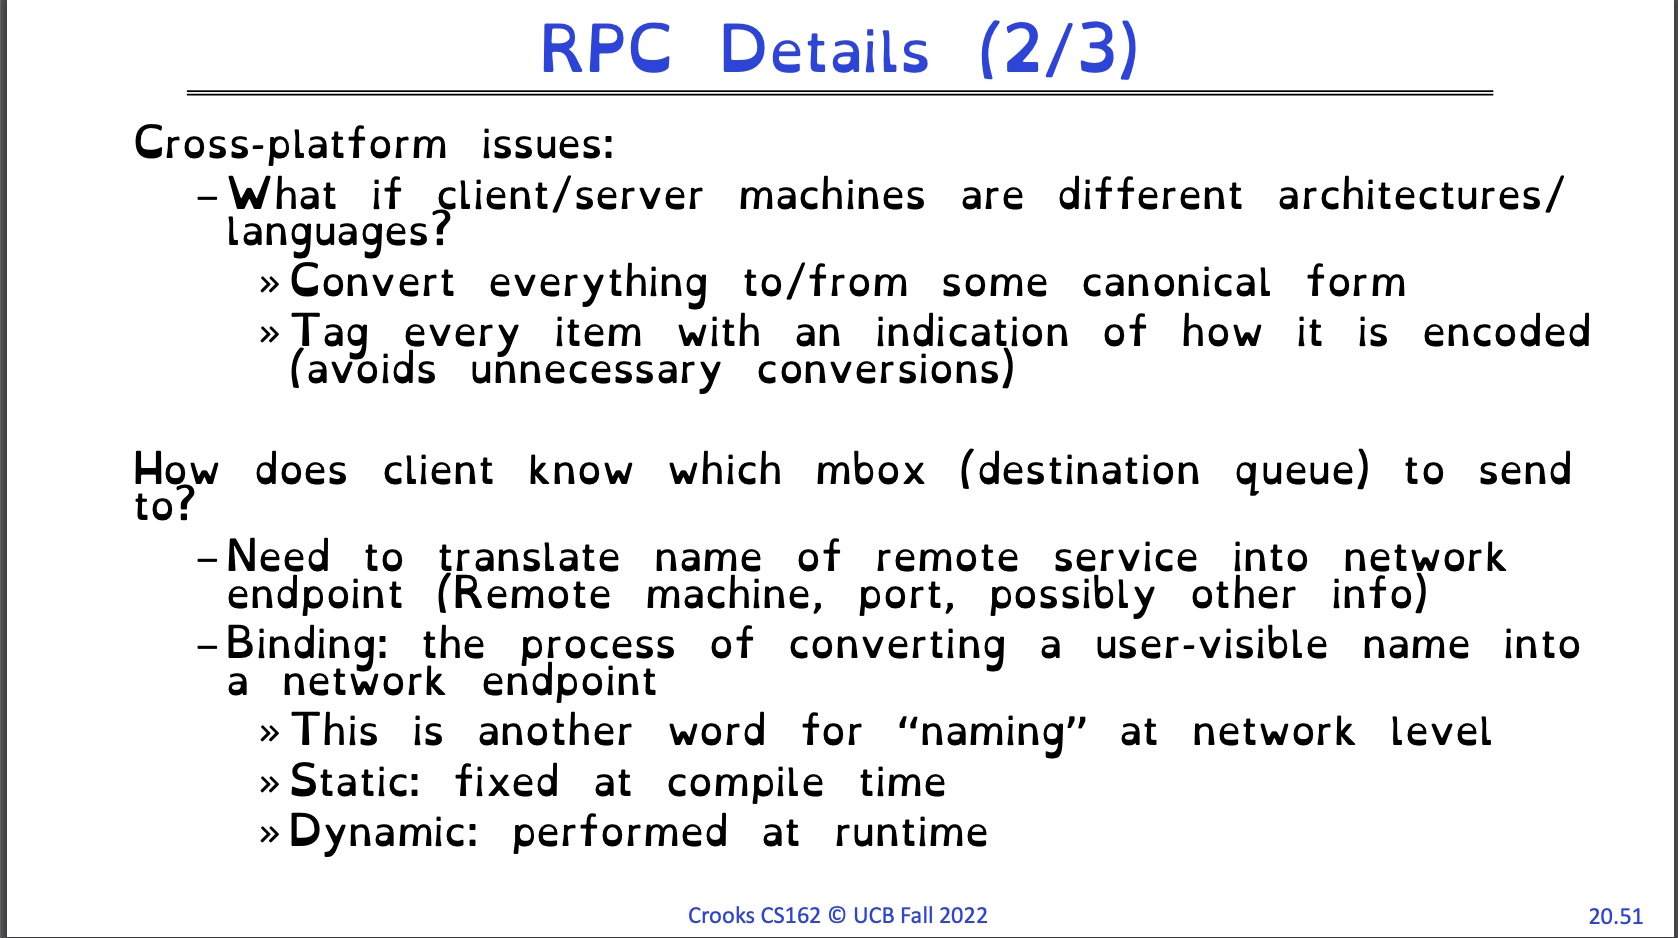 RPC Details (2/3)
Cross-platform issues:
– What if client/server machines are different architectures/
languages?
» Convert everything to/from some canonical form
» Tag every item with an indication of how it is encoded
(avoids unnecessary conversions)
How does client know which mbox (destination queue) to send
to?
– Need to translate name of remote service into network
endpoint (Remote machine, port, possibly other info)
– Binding: the process of converting a user-visible name into
a network endpoint
» This is another word for “naming” at network level
» Static: fixed at compile time
» Dynamic: performed at runtime
Crooks CS162 © UCB Fall 2022
20.51